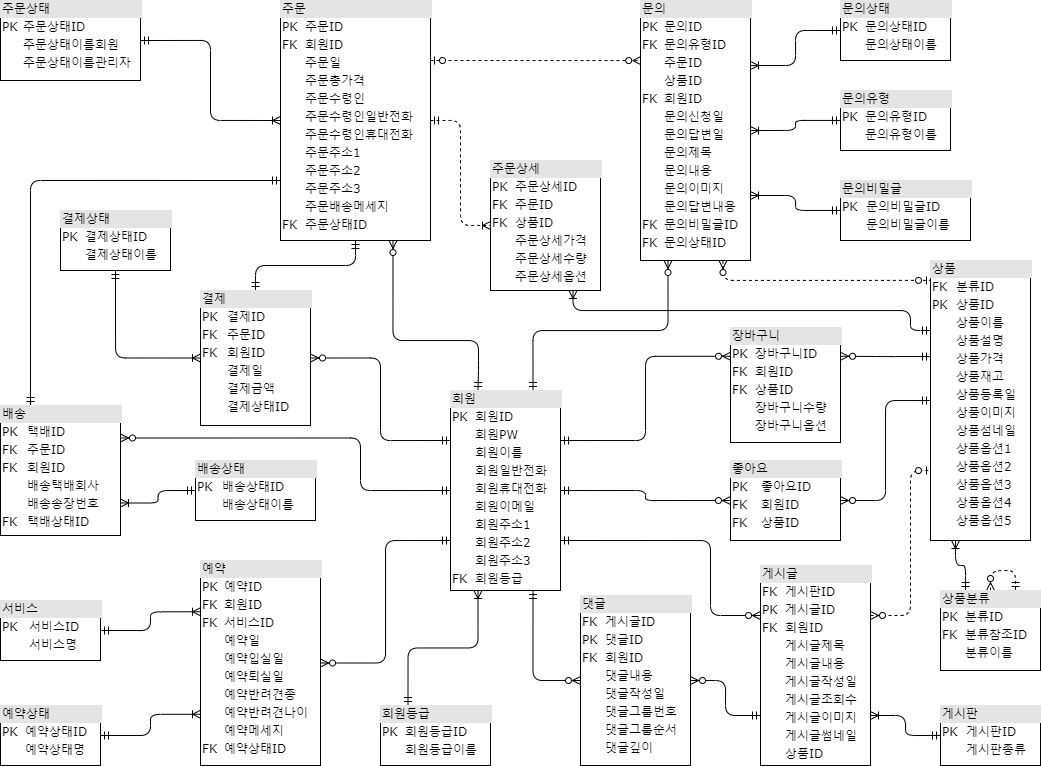 주문상태
PK 주문상태ID
주문상태이름회원
주문상태이름관리자
주문
PK 주문ID
FK 회원ID
주문일
주문총가격
주문수령인
주문수령인일반전화
주문수령인휴대전화
주문주소1
주문주소2
주문주소3
주문배송메세지
FK 주문상태ID
문의
PK 문의ID
FK 문의유형ID
주문ID
상품ID
FK 회원ID
문의신청일
문의답변일
문의제목
문의내용
문의이미지
문의답변내용
FK 문의비밀글ID
FK 문의상태ID
문의상태
PK 문의상태ID
문의상태이름
문의유형
PK 문의유형ID
문의유형이름
문의비밀글
PK 문의비밀글ID
문의비밀글이름
주문상세
PK 주문상세ID
FK 주문ID
FK 상품ID
주문상세가격
주문상세수량
주문상세옵션
결제상태
PK 결제상태ID
결제상태이름
결제
PK 결제ID
FK 주문ID
FK 회원ID
결제일
결제금액
결제상태ID
상품
FK 분류ID
PK 상품ID
상품이름
상품설명
상품가격
상품재고
상품등록일
상품이미지
상품섬네일
상품옵션1
상품옵션2
상품옵션3
상품옵션4
상품옵션5
장바구니
PK 장바구니ID
FK 회원ID
FK 상품ID
장바구니수량
장바구니옵션
배송
PK 택배ID
FK 주문ID
FK 회원ID
배송택배회사
배송송장번호
FK 택배상태ID
배송상태
PK 배송상태ID
배송상태이름
회원
PK 회원ID
회원PW
회원이름
회원일반전화
회원휴대전화
회원이메일
회원주소1
회원주소2
회원주소3
FK 회원등급
좋아요
PK 좋아요ID
FK 회원ID
FK 상품ID
예약
PK 예약ID
FK 회원ID
FK 서비스ID
예약일
예약입실일
예약퇴실일
예약반려견종
예약반려견나이
예약메세지
FK 예약상태ID
서비스
PK 서비스ID
서비스명
예약상태
PK 예약상태ID
예약상태명
회원등급
PK 회원등급ID
회원등급이름
댓글
FK 게시글ID
PK 댓글ID
FK 회원ID
댓글내용
댓글작성일
댓글그룹번호
댓글그룹순서
댓글깊이
게시글
FK 게시판ID
PK 게시글ID
FK 회원ID
게시글제목
게시글내용
게시글작성일
게시글조회수
게시글이미지
게시글썸네일
상품ID
상품분류
PK 분류ID
FK 분류참조ID
분류이름
게시판
PK 게시판ID
게시판종류